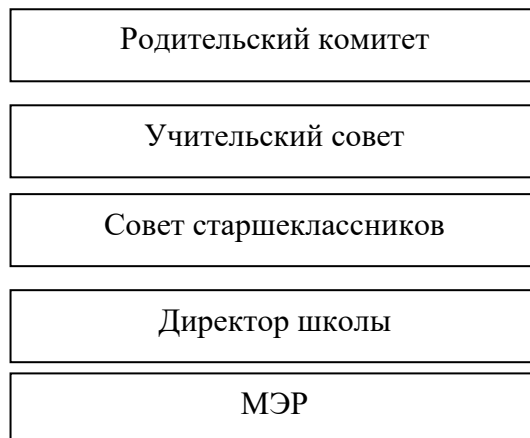 Родительский комитет
Учительский совет
Совет старшеклассников
Директор школы
МЭР